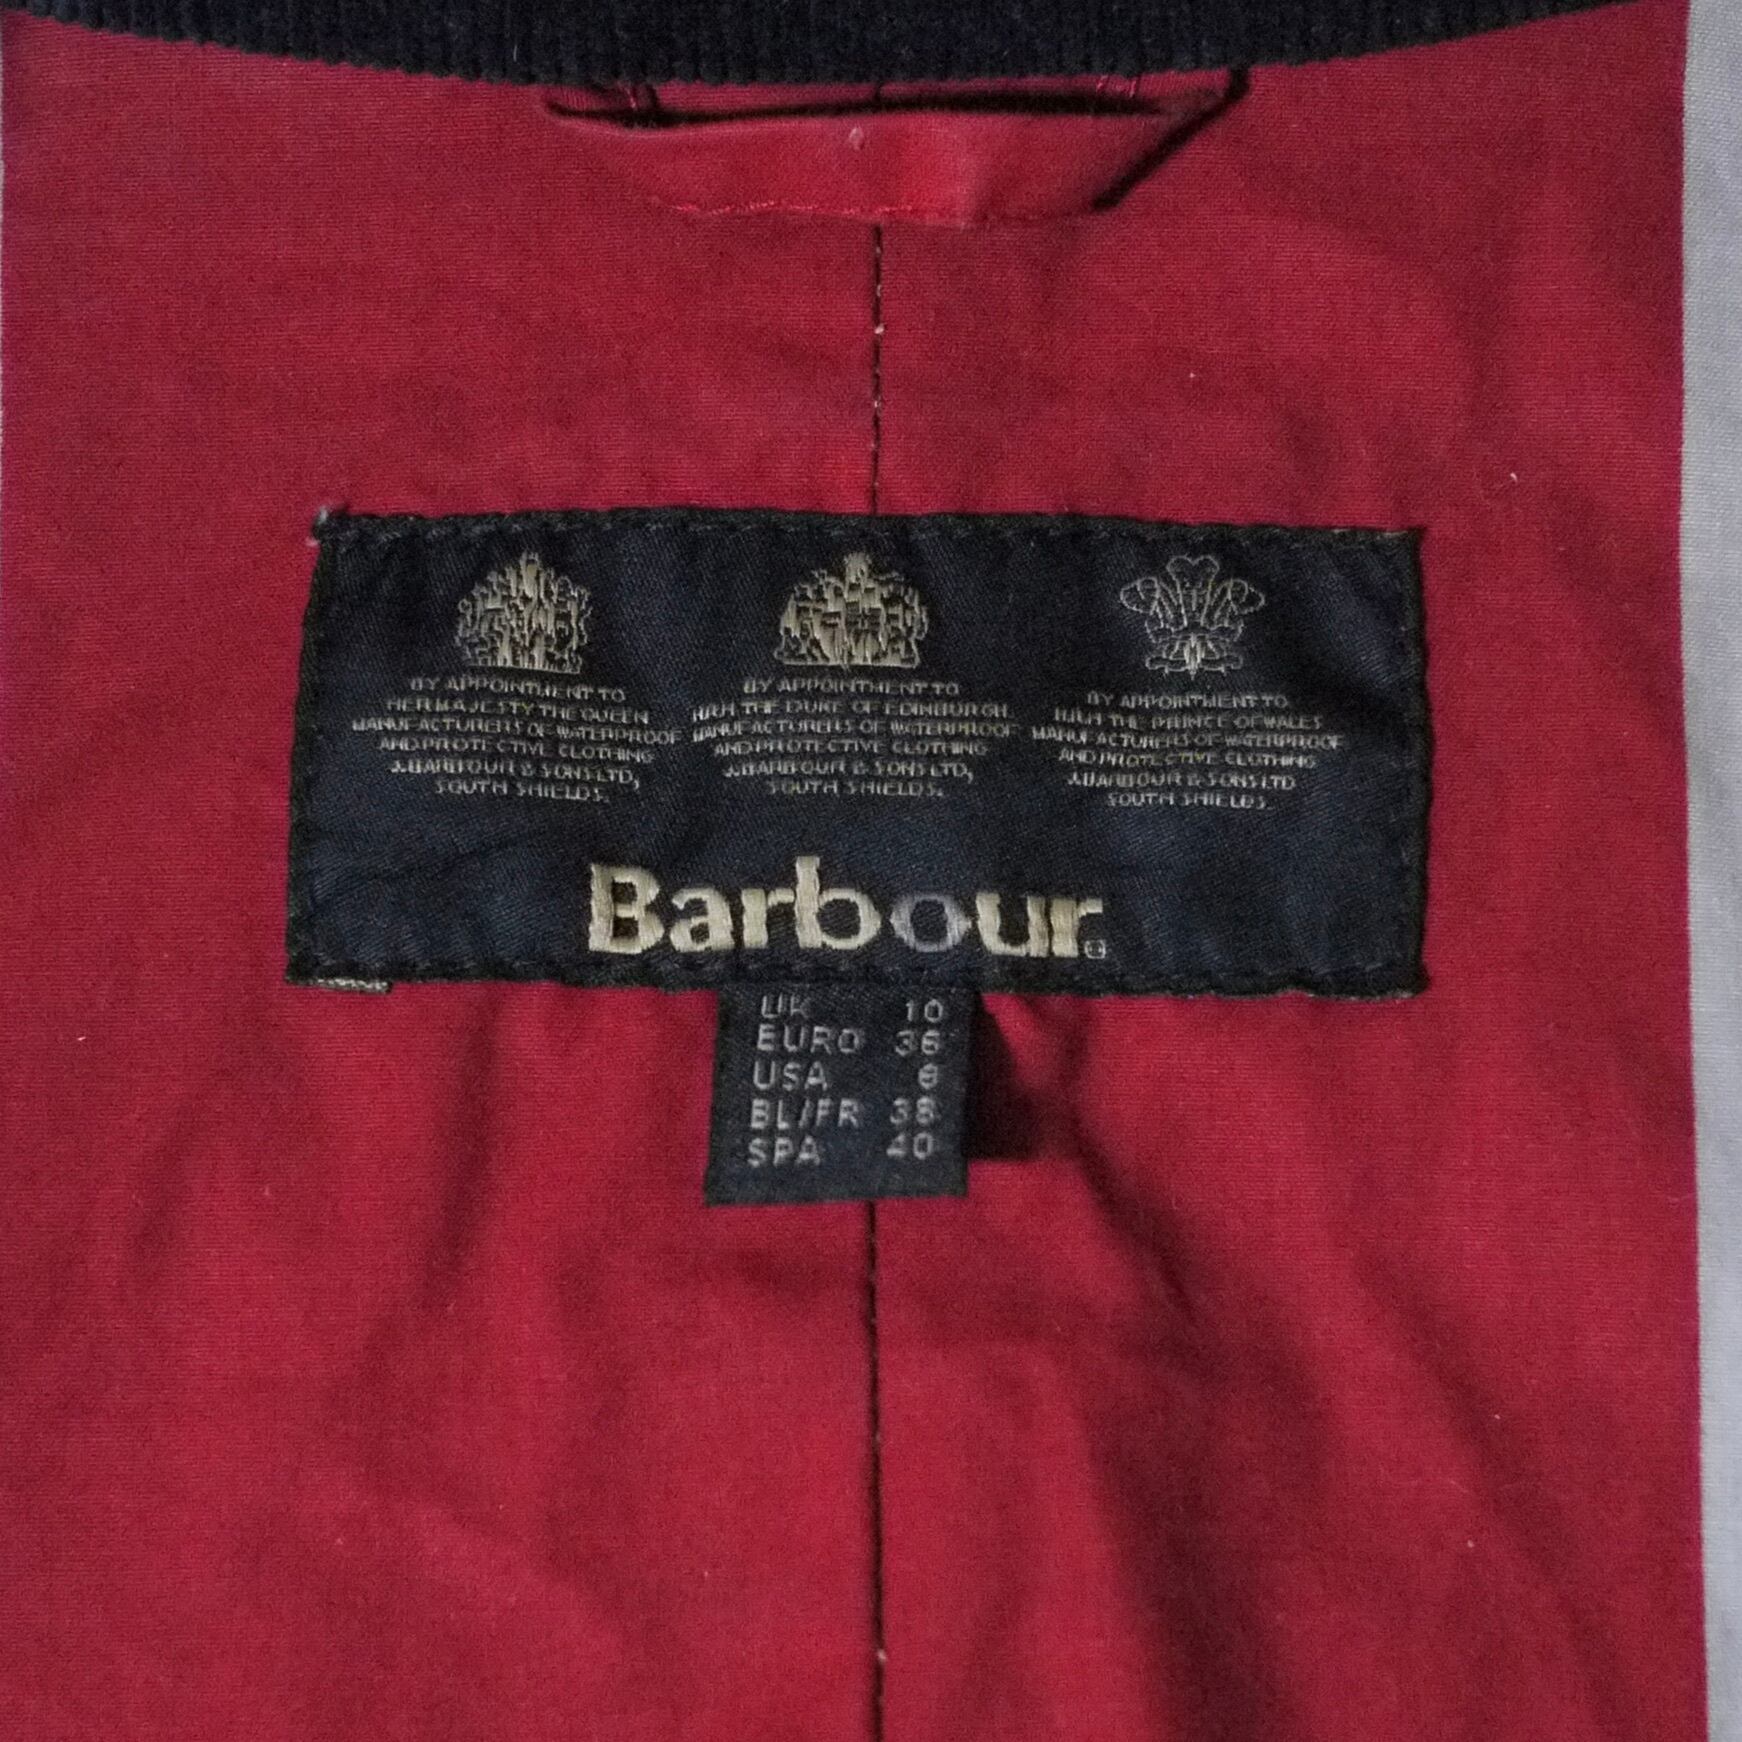 BY APPOINTMENT TO
HER MAJESTY THE QUEEN
MANUFACTURERS OF WATERPROOF
AND PROTECTIVE CLOTHING
J. BARBOUR & SONS LTD,
SOUTH SHIELDS.
BY APPOINTMENT TO
H.R.H THE DUKE OF EDINBURGH
MANUFACTURERS OF WATERPROOF
AND PROTECTIVE CLOTHING
J. BARBOUR & SONS LTD,
SOUTH SHIELDS.
BY APPOINTMENT TO
H.R.H THE PRINCE OF WALES
MANUFACTURERS OF WATERPROOF
AND PROTECTIVE CLOTHING
J. BARBOUR & SONS LTD
SOUTH SHIELDS.
Barbour
UK 10
EURO 36
USA 6
BL/FR 38
SPA 40